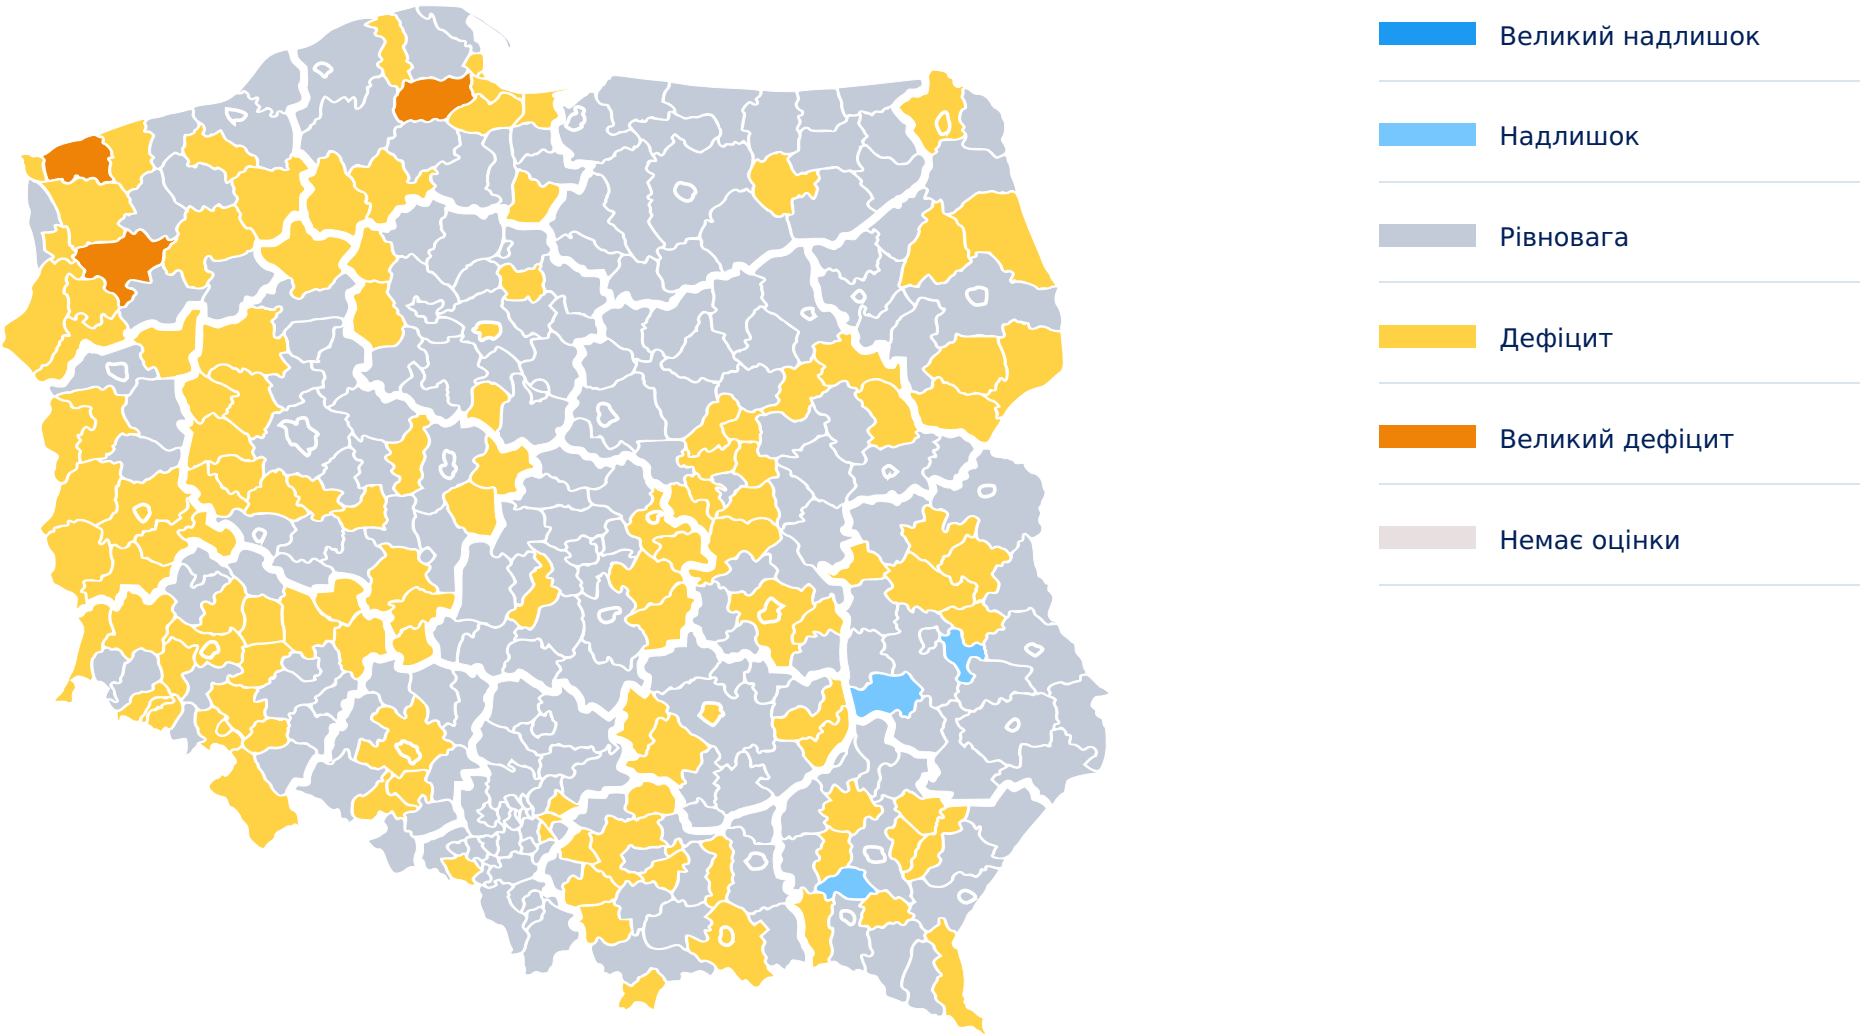 Великий надлишок
Надлишок
Рівновага
Дефіцит
Великий дефіцит
Немає оцінки